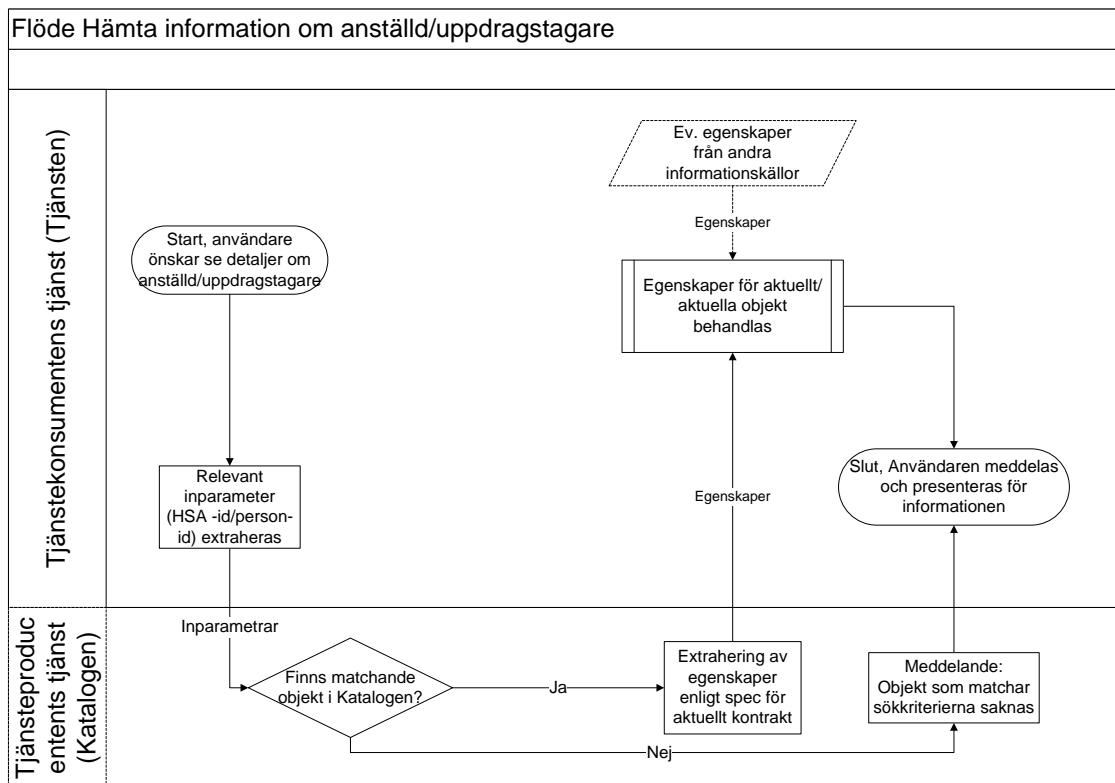 Flöde Hämta information om anställd/uppdragstagare
Tjänstekonsumentens tjänst (Tjänsten)
Ev. egenskaper
från andra
informationskällor
Egenskaper
Start, användare
önskar se detaljer om
anställd/uppdragstagare
Egenskaper för aktuellt/
aktuella objekt
behandlas
Relevant
inparameter
(HSA -id/person-
id) extraheras
Egenskaper
Slut, Användaren meddelas
och presenteras för
informationen
Tjänsteproduc
entents tjänst
(Katalogen)
Inparametrar
Finns matchande
objekt i Katalogen?
Ja
Extrahering av
egenskaper
enligt spec för
aktuellt kontrakt
Meddelande:
Objekt som matchar
sökkriterierna saknas
Nej